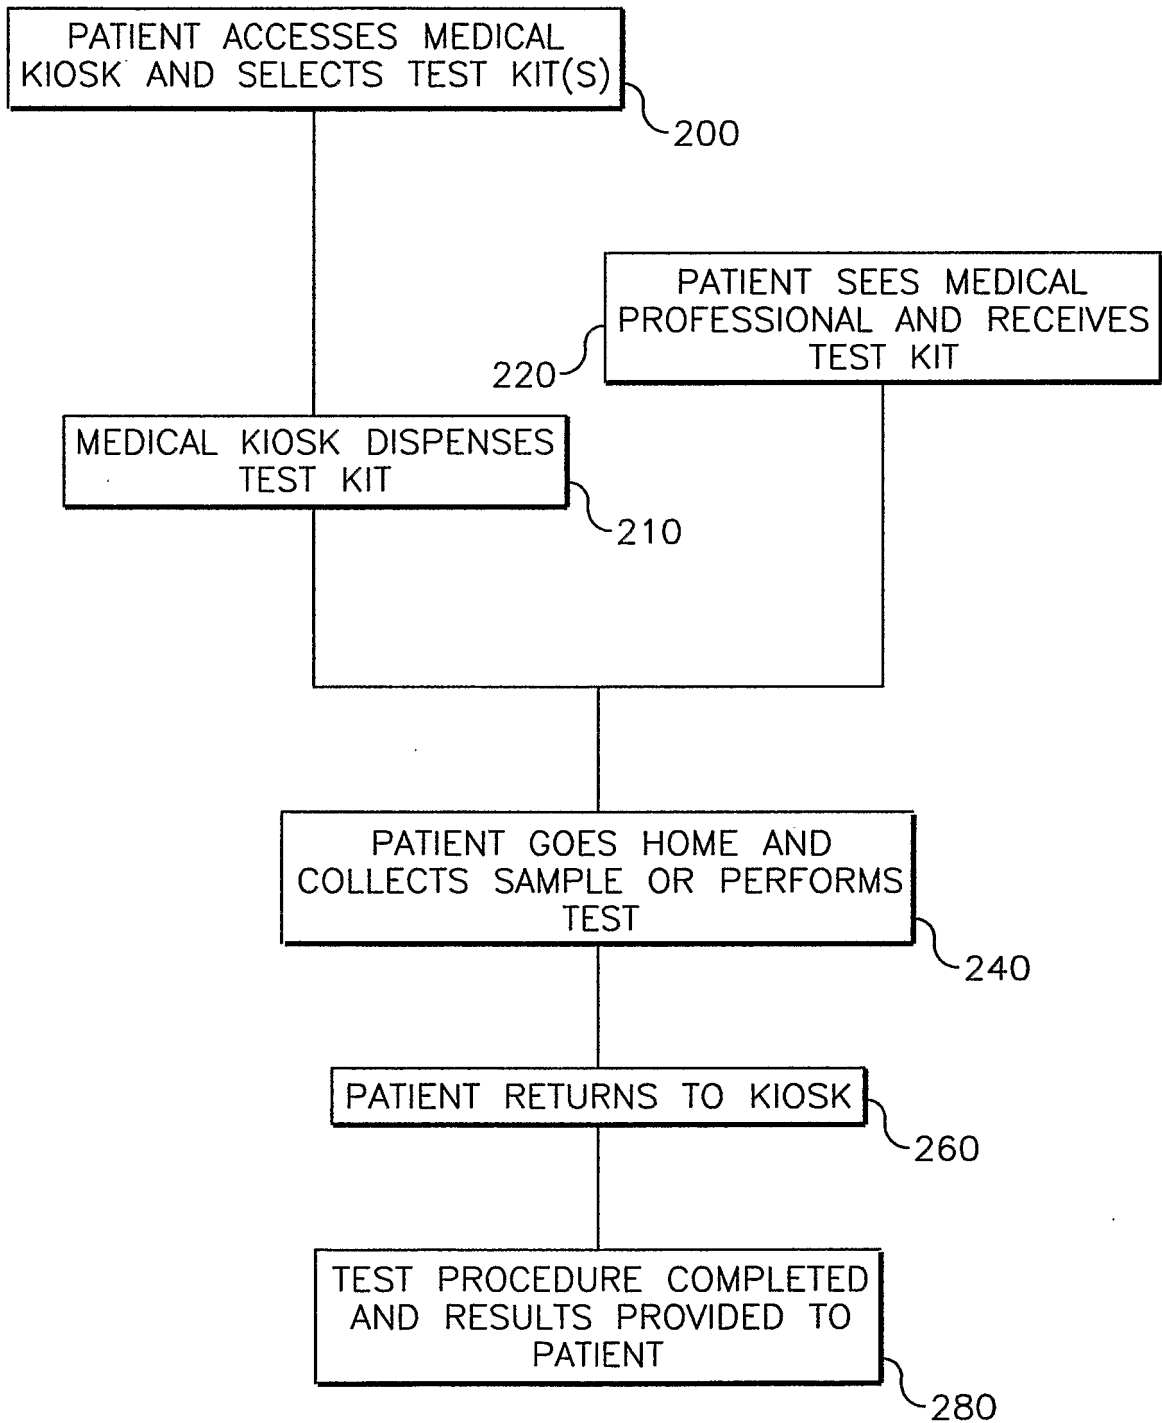 PATIENT ACCESSES MEDICAL
KIOSK AND SELECTS TEST KIT(S)
200
PATIENT SEES MEDICAL
PROFESSIONAL AND RECEIVES
TEST KIT
220
MEDICAL KIOSK DISPENSES
TEST KIT
210
PATIENT GOES HOME AND
COLLECTS SAMPLE OR PERFORMS
TEST
240
PATIENT RETURNS TO KIOSK
260
TEST PROCEDURE COMPLETED
AND RESULTS PROVIDED TO
PATIENT
280